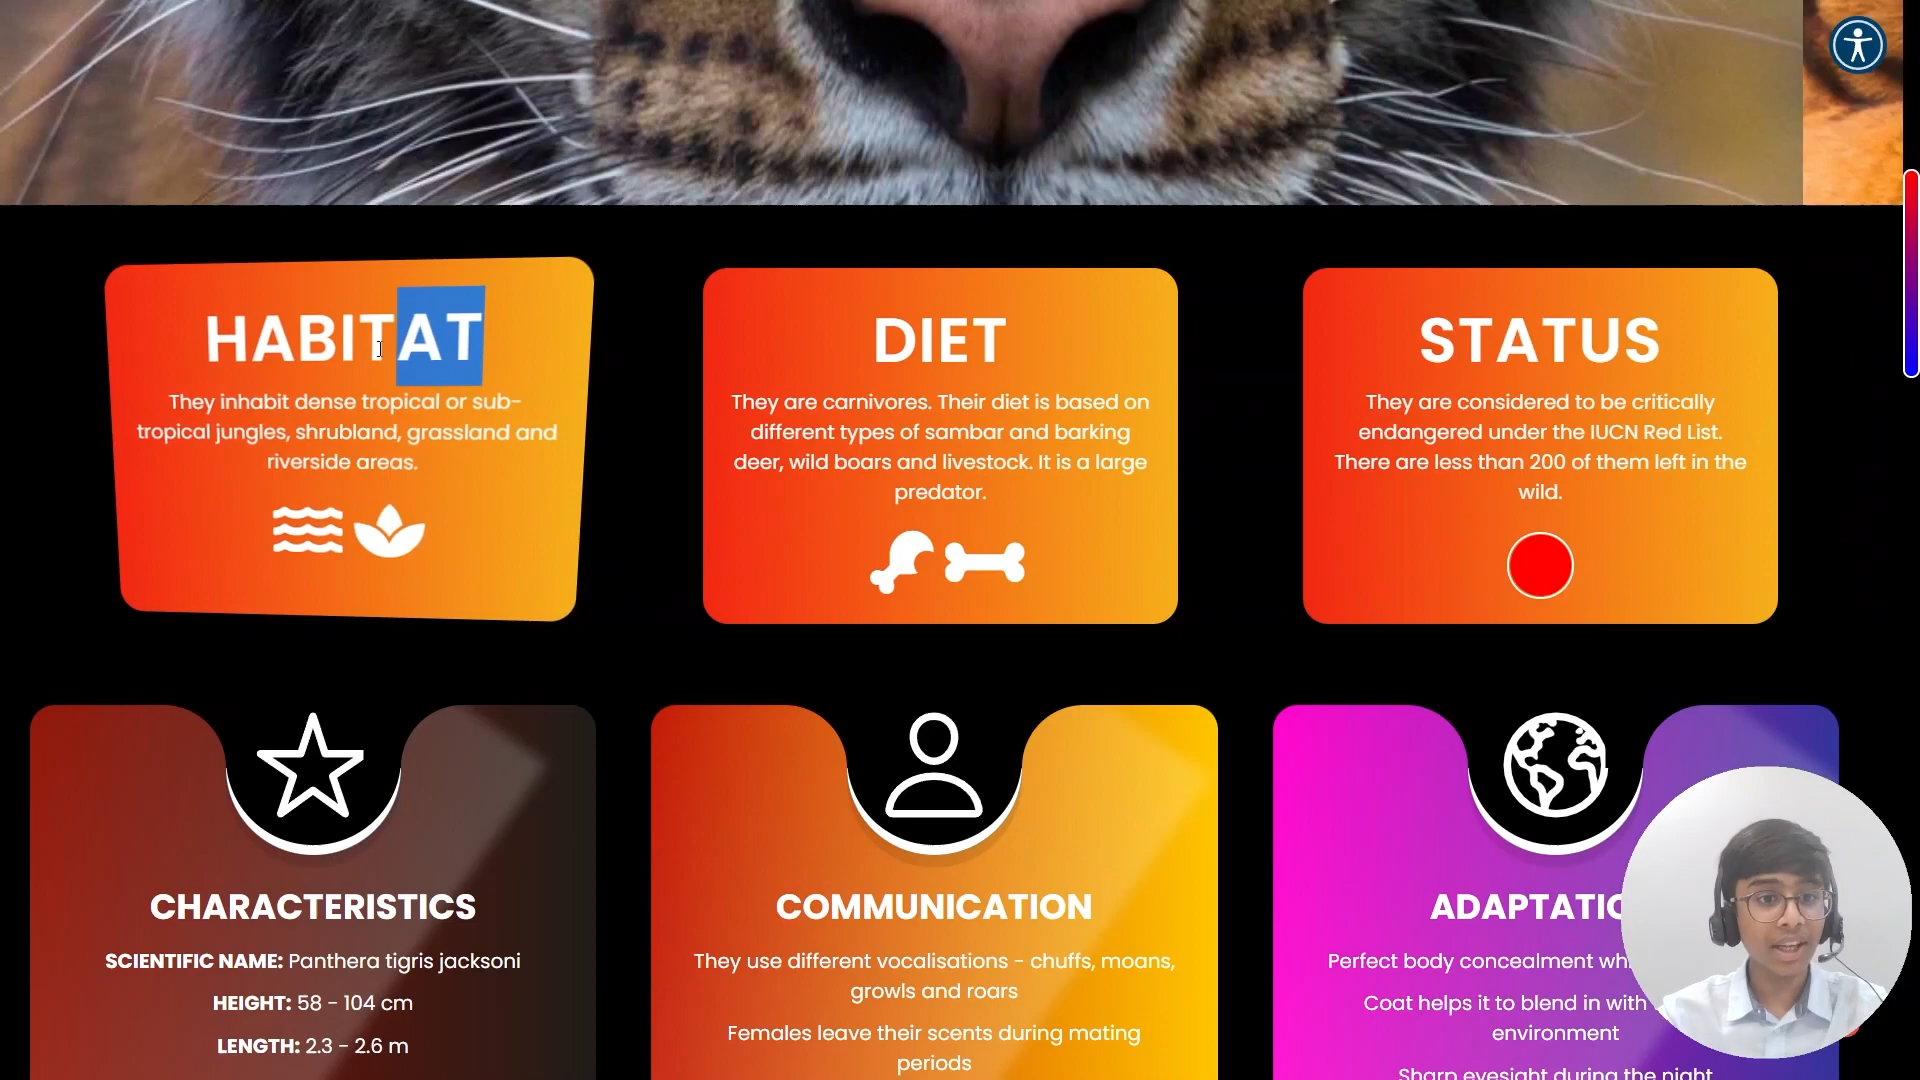 HABITAT
They inhabit dense tropical or sub-
tropical jungles, shrubland, grassland and
riverside areas.
DIET
They are carnivores. Their diet is based on
different types of sambar and barking
deer, wild boars and livestock. It is a large
predator.
STATUS
They are considered to be critically
endangered under the IUCN Red List.
There are less than 200 of them left in the
wild.
CHARACTERISTICS
SCIENTIFIC NAME: Panthera tigris jacksoni
HEIGHT: 58 - 104 cm
LENGTH: 2.3 - 2.6 m
COMMUNICATION
They use different vocalisations - chuffs, moans,
growls and roars
Females leave their scents during mating
periods
Perfect body concealment
Coat helps it to blend in with
environment
Sharp eyesight during the night